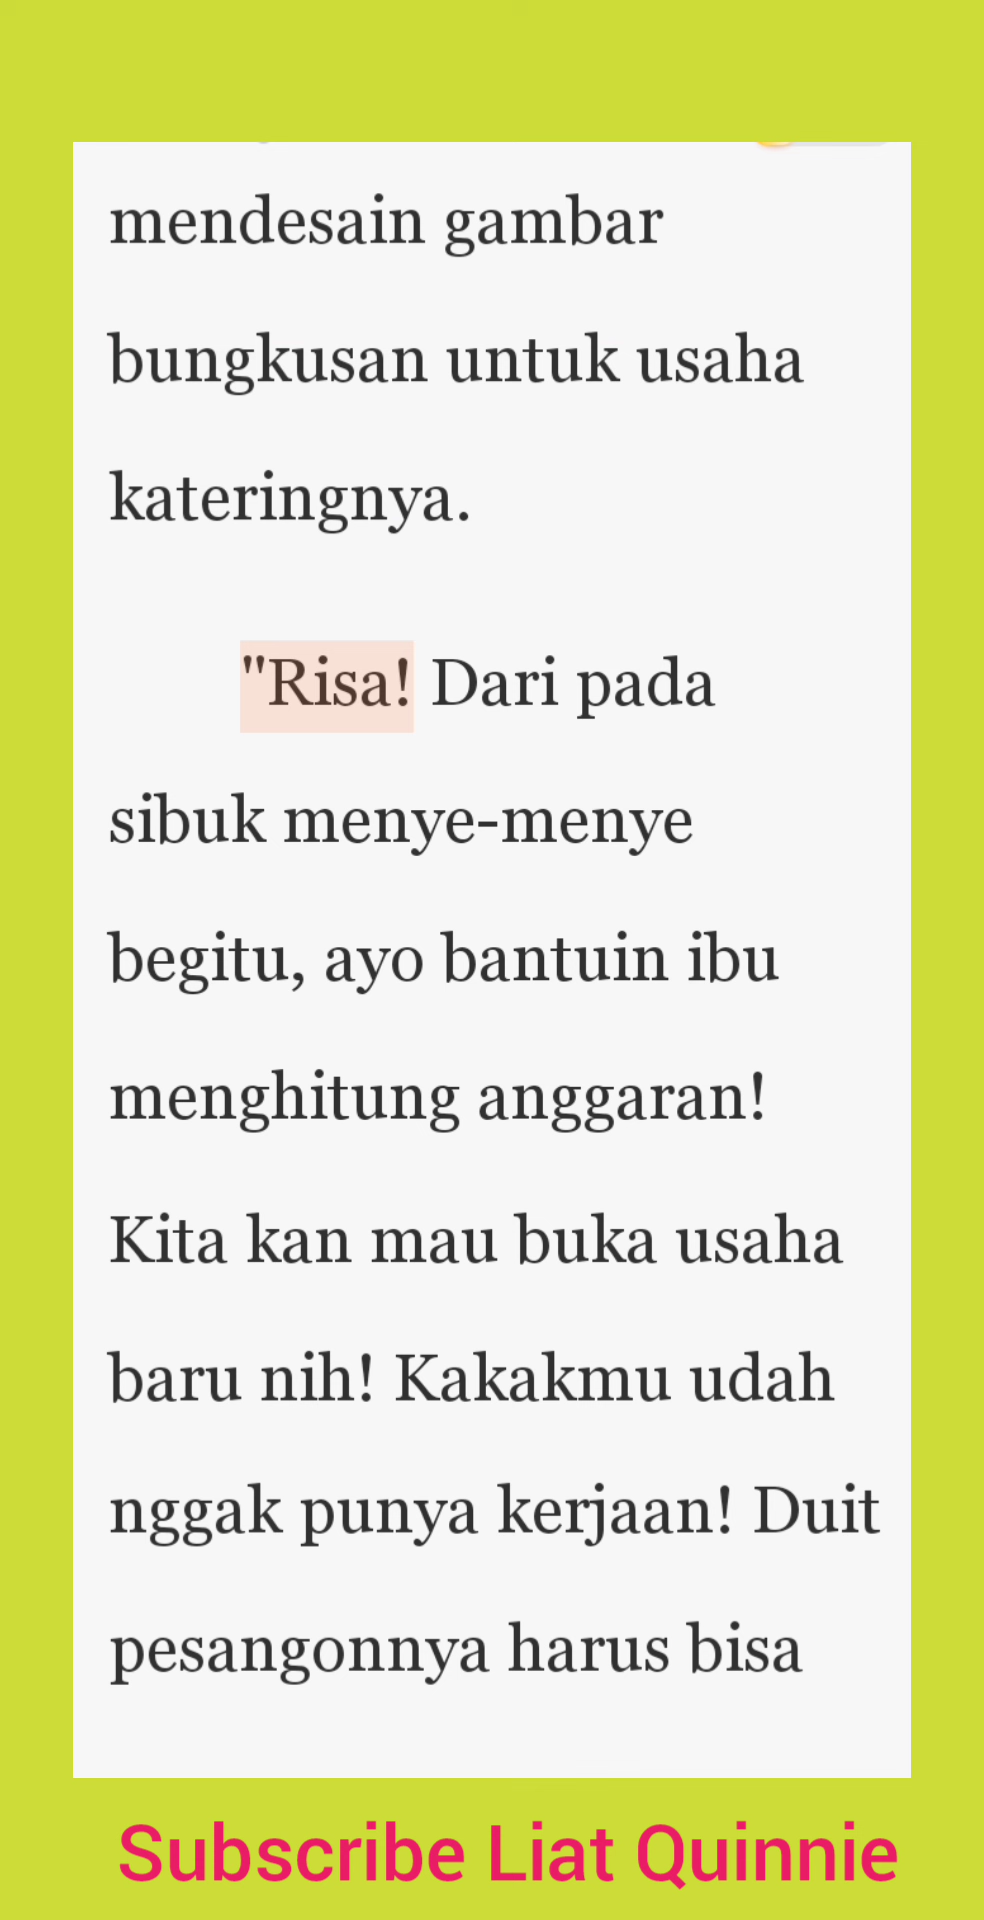 mendesain gambar
bungkusan untuk usaha
kateringnya.
"Risa! Dari pada
sibuk menye-menye
begitu, ayo bantuin ibu
menghitung anggaran!
Kita kan mau buka usaha
baru nih! Kakakmu udah
nggak punya kerjaan! Duit
pesangonnya harus bisa
Subscribe Liat Quinnie